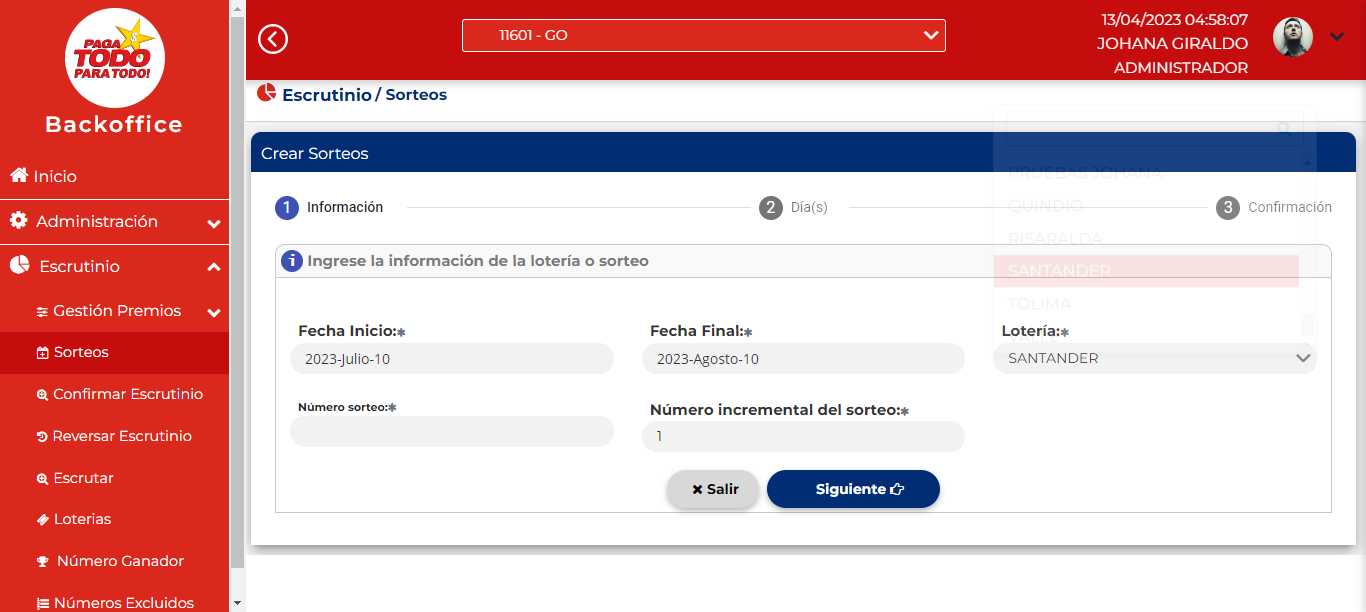 PAGA
TODO
PARA TODO!
Backoffice
Inicio
Administración
Escrutinio
Gestión Premios
Sorteos
Confirmar Escrutinio
Reversar Escrutinio
Escrutar
Loterias
Número Ganador
Números Excluidos
11601 - GO
13/04/2023 04:58:07
JOHANA GIRALDO
ADMINISTRADOR
Escrutinio / Sorteos
Crear Sorteos
1 Información
2 Día(s)
3 Confirmación
Ingrese la información de la lotería o sorteo
PRUEBAS JOHANA
QUINDIO
RISARALDA
SANTANDER
TOLIMA
VALLE
Fecha Inicio:*
2023-Julio-10
Fecha Final:*
2023-Agosto-10
Lotería:*
SANTANDER
Número sorteo:*
Número incremental del sorteo:*
1
Salir
Siguiente